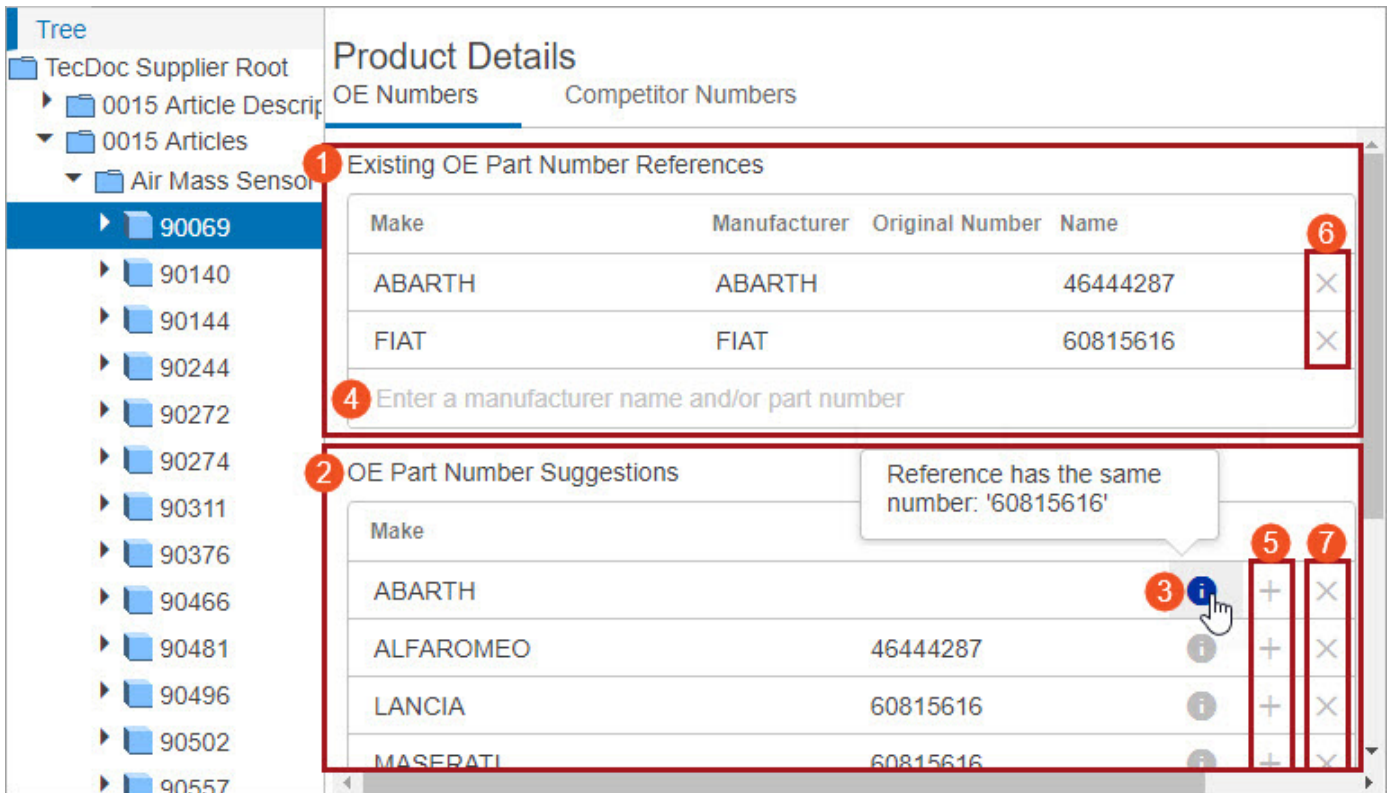 Tree
TecDoc Supplier Root
0015 Article Descrip
0015 Articles
Air Mass Sensor
90069
90140
90144
90244
90272
90274
90311
90376
90466
90481
90496
90502
90557
Product Details
OE Numbers Competitor Numbers
1 Existing OE Part Number References
Make Manufacturer Original Number Name
6
ABARTH ABARTH 46444287
FIAT FIAT 60815616
4 Enter a manufacturer name and/or part number
2 OE Part Number Suggestions
Reference has the same
number: '60815616'
Make
5 7
ABARTH 3 i
ALFAROMEO 46444287 i
LANCIA 60815616 i
MASERATI 60815616 i